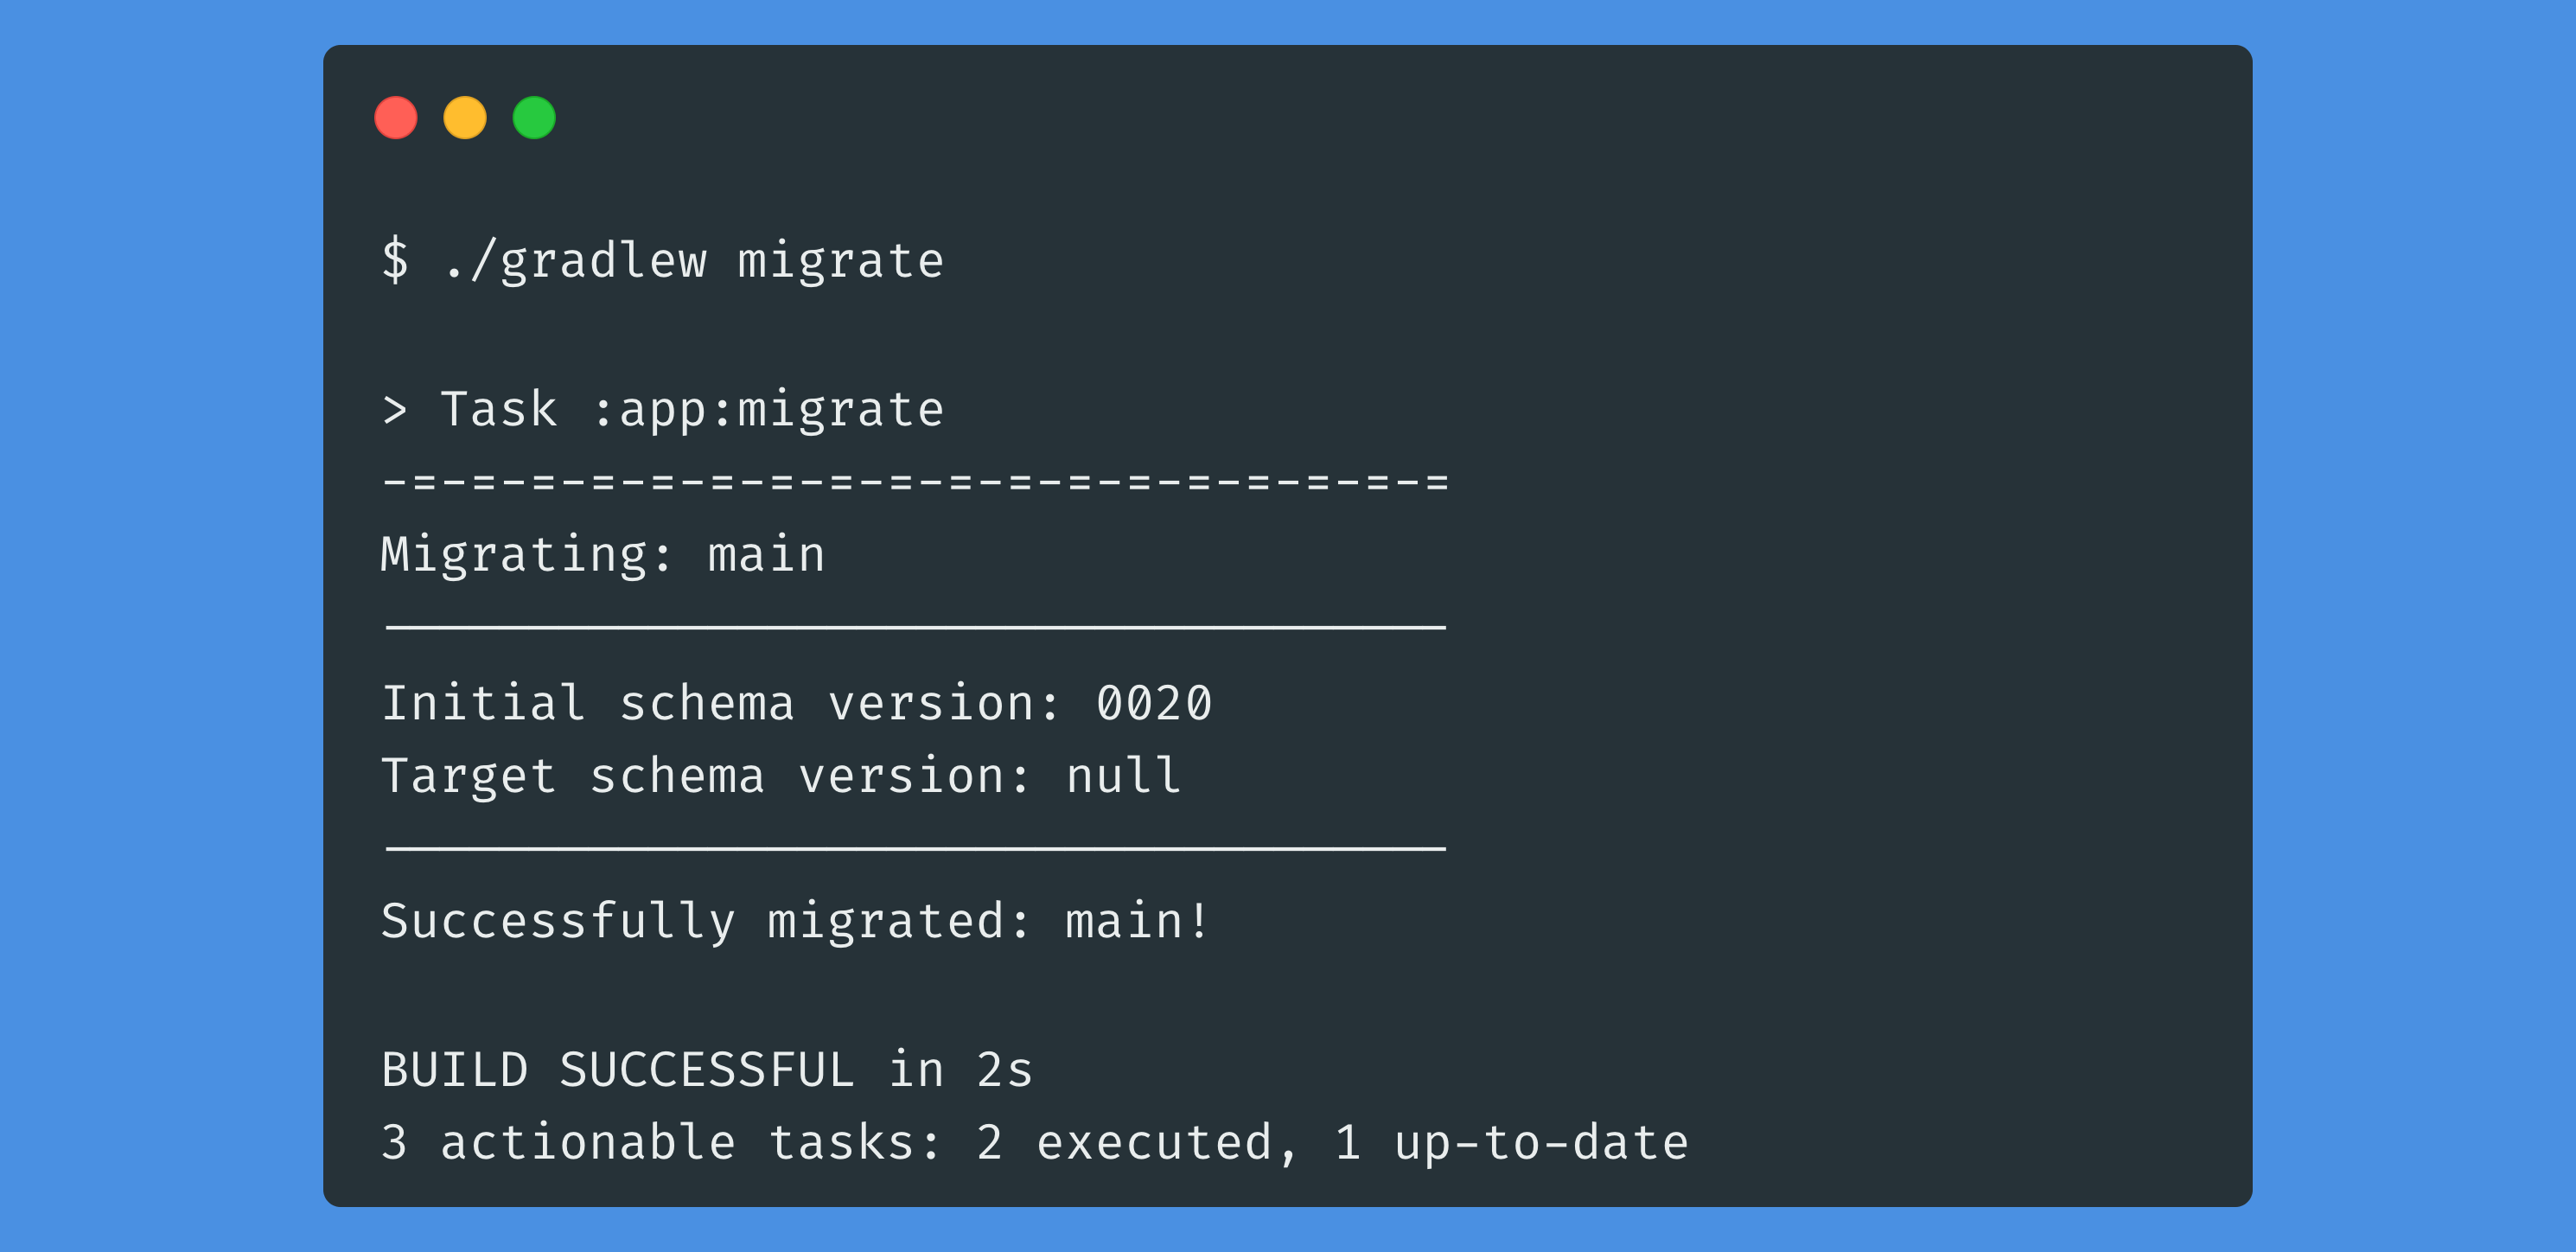 $ ./gradlew migrate
> Task :app:migrate
-=-=-=-=-=-=-=-=-=-=-=-=-=-=-=-=-=-=
Migrating: main
------------------------------------
Initial schema version: 0020
Target schema version: null
------------------------------------
Successfully migrated: main!
BUILD SUCCESSFUL in 2s
3 actionable tasks: 2 executed, 1 up-to-date